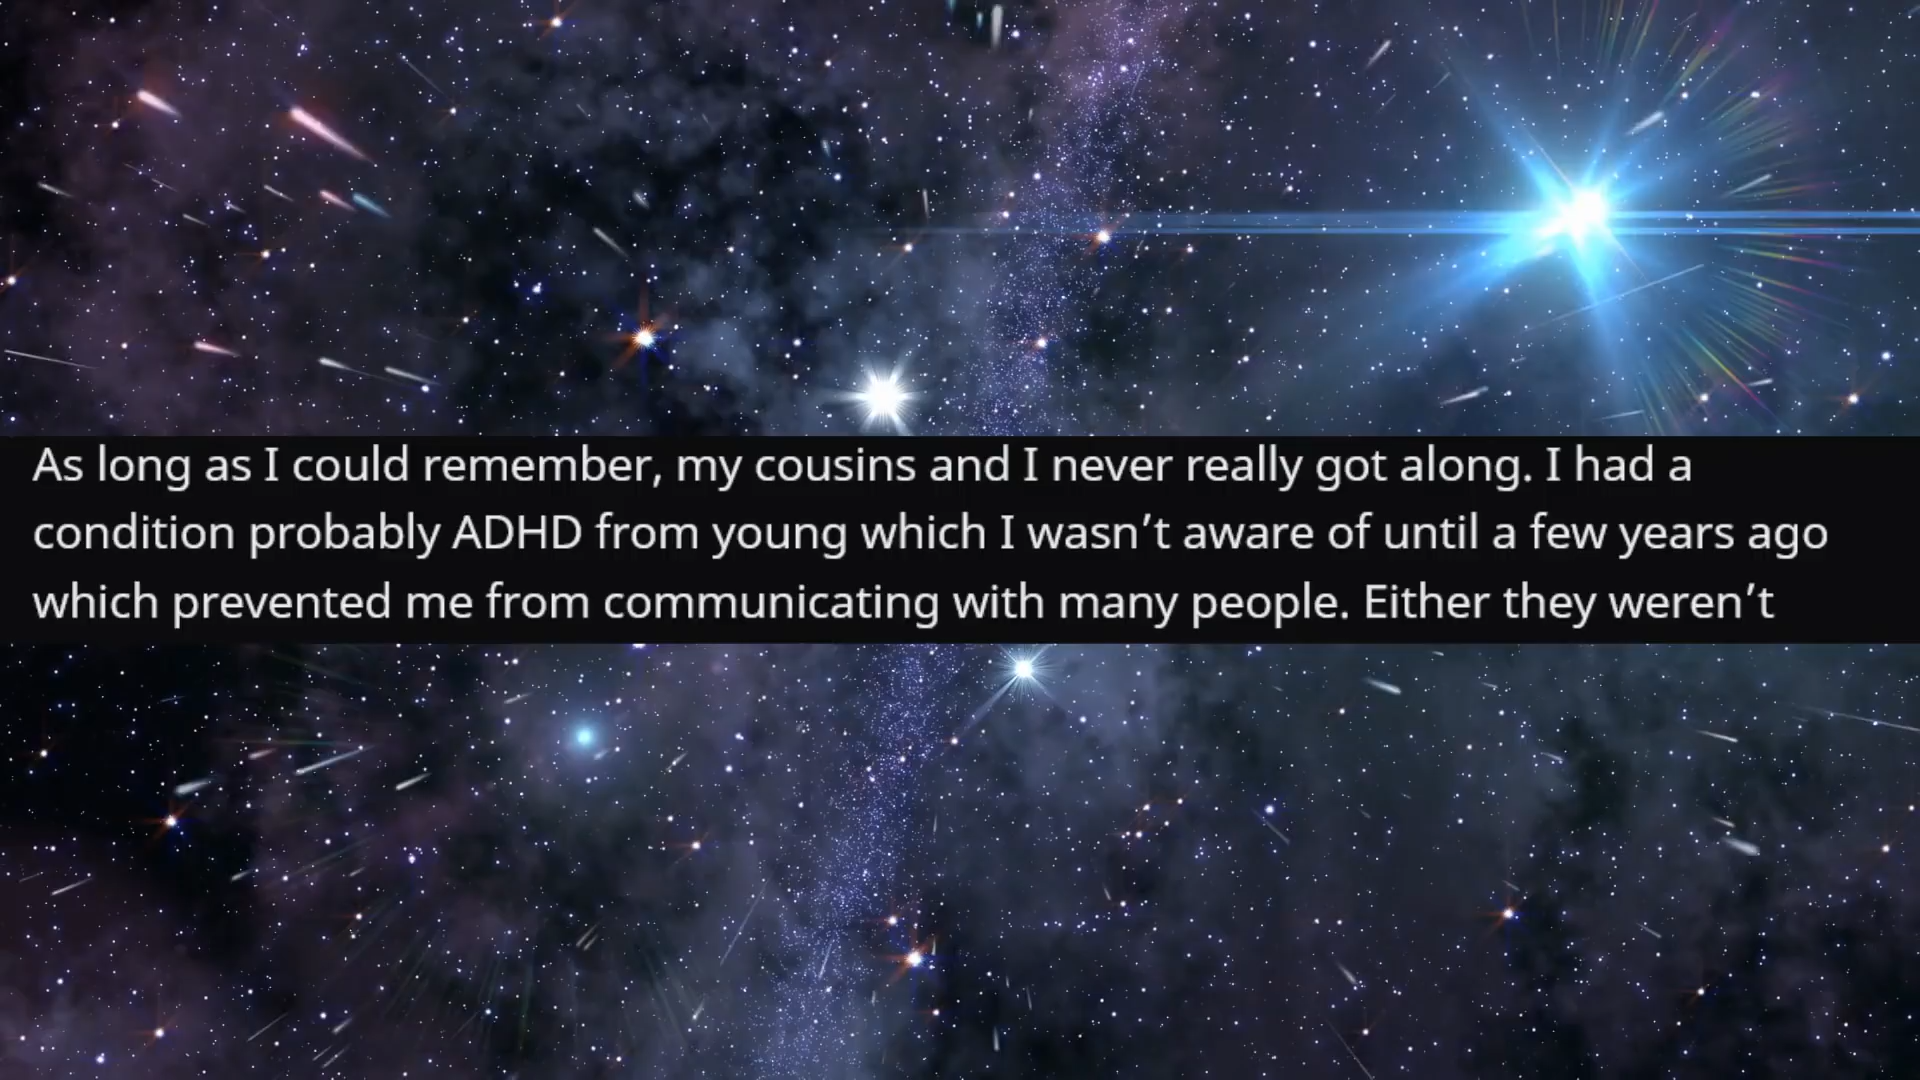 As long as I could remember, my cousins and I never really got along. I had a
condition probably ADHD from young which I wasn’t aware of until a few years ago
which prevented me from communicating with many people. Either they weren’t